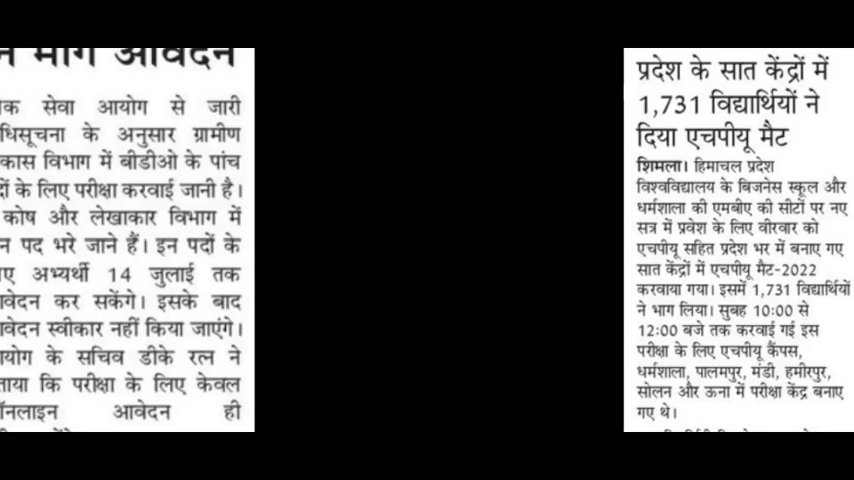 न मांगे आवेदन
क सेवा आयोग से जारी
धिसूचना के अनुसार ग्रामीण
कास विभाग में बीडीओ के पांच
दों के लिए परीक्षा करवाई जानी है।
कोष और लेखाकार विभाग में
न पद भरे जाने हैं। इन पदों के
ए अभ्यर्थी 14 जुलाई तक
वेदन कर सकेंगे। इसके बाद
वेदन स्वीकार नहीं किया जाएंगे।
योग के सचिव डीके रत्न ने
ताया कि परीक्षा के लिए केवल
नलाइन आवेदन ही
प्रदेश के सात केंद्रों में
1,731 विद्यार्थियों ने
दिया एचपीयू मैट
शिमला। हिमाचल प्रदेश
विश्वविद्यालय के बिजनेस स्कूल और
धर्मशाला की एमबीए की सीटों पर नए
सत्र में प्रवेश के लिए वीरवार को
एचपीयू सहित प्रदेश भर में बनाए गए
सात केंद्रों में एचपीयू मैट-2022
करवाया गया। इसमें 1,731 विद्यार्थियों
ने भाग लिया। सुबह 10:00 से
12:00 बजे तक करवाई गई इस
परीक्षा के लिए एचपीयू कैंपस,
धर्मशाला, पालमपुर, मंडी, हमीरपुर,
सोलन और ऊना में परीक्षा केंद्र बनाए
गए थे।